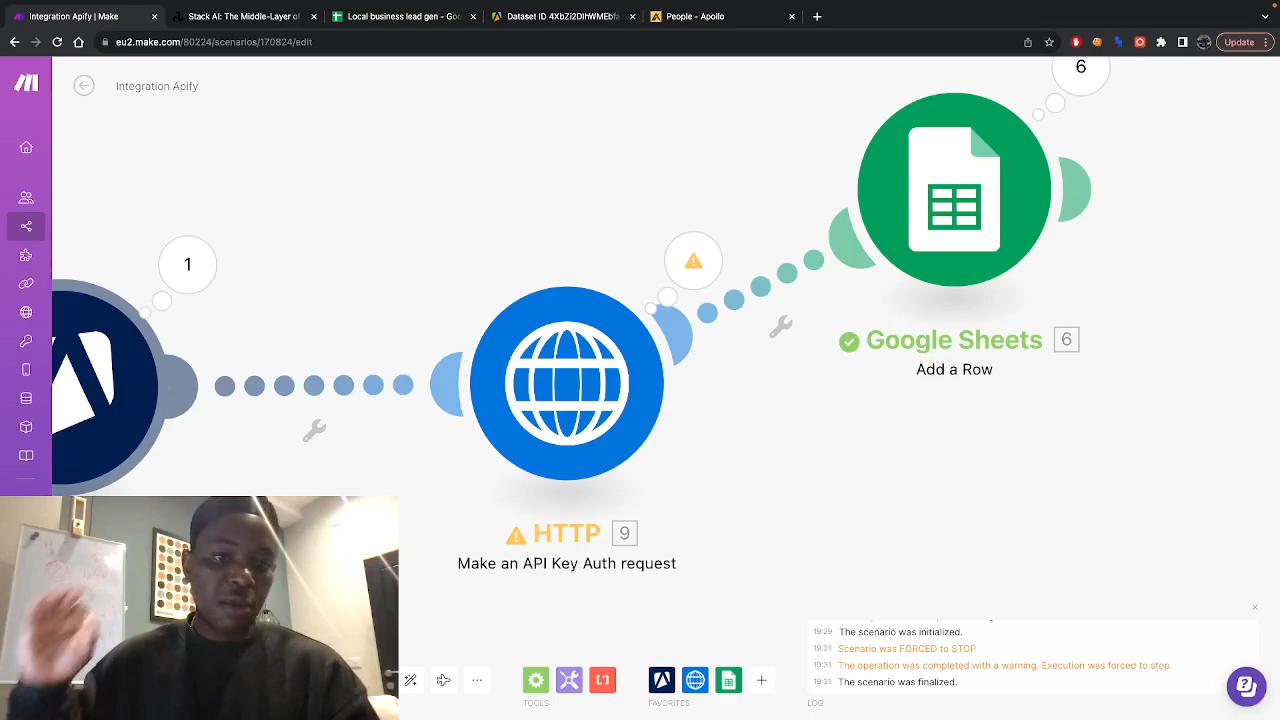 Integration Apify | Make
Stack AI: The Middle-Layer of
Local business lead gen - Goo
Dataset ID 4XbZI2DIhWMEbfa
People - Apollo
eu2.make.com/80224/scenarios/170824/edit
Update
Integration Apify
6
1
Google Sheets 6
Add a Row
HTTP 9
Make an API Key Auth request
19:29 The scenario was initialized.
19:31 Scenario was FORCED to STOP
19:31 The operation was completed with a warning. Execution was forced to stop
19:31 The scenario was finalized.
TOOLS
FAVORITES
LOG